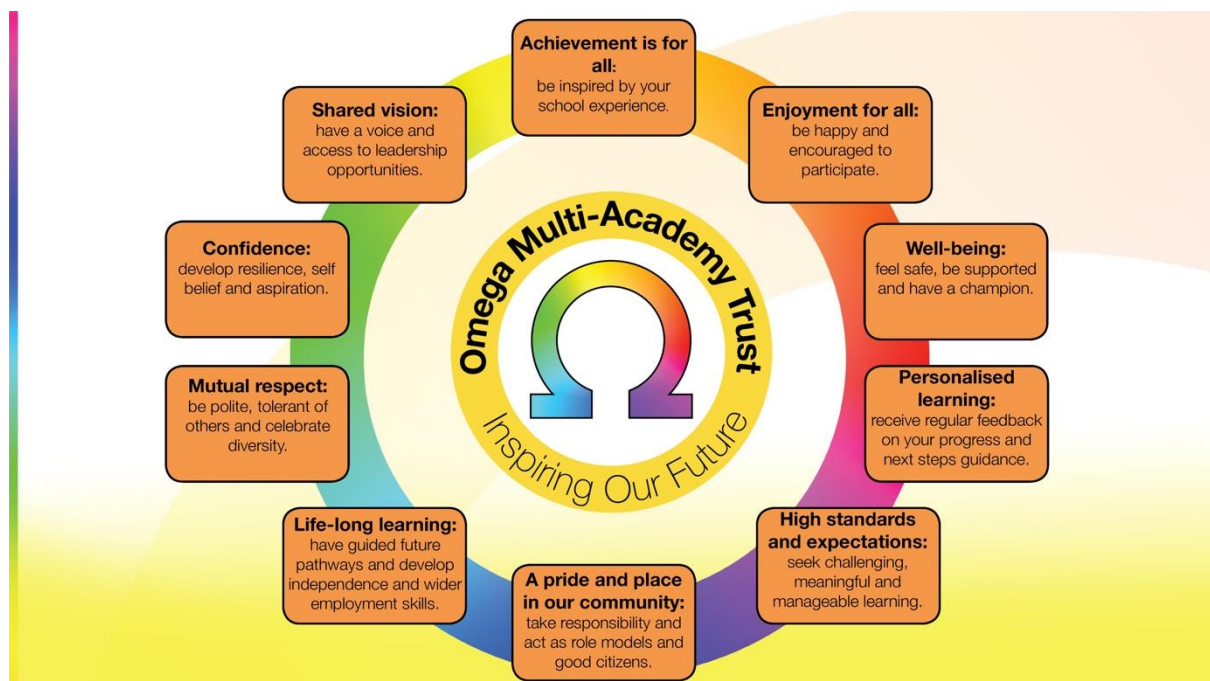 Achievement is for
all:
be inspired by your
school experience.
Enjoyment for all:
be happy and
encouraged to
participate.
Well-being:
feel safe, be supported
and have a champion.
Personalised
learning:
receive regular feedback
on your progress and
next steps guidance.
High standards
and expectations:
seek challenging,
meaningful and
manageable learning.
A pride and place
in our community:
take responsibility and
act as role models and
good citizens.
Life-long learning:
have guided future
pathways and develop
independence and wider
employment skills.
Mutual respect:
be polite, tolerant of
others and celebrate
diversity.
Confidence:
develop resilience, self
belief and aspiration.
Shared vision:
have a voice and
access to leadership
opportunities.
Omega Multi-Academy Trust
Ω
Inspiring Our Future